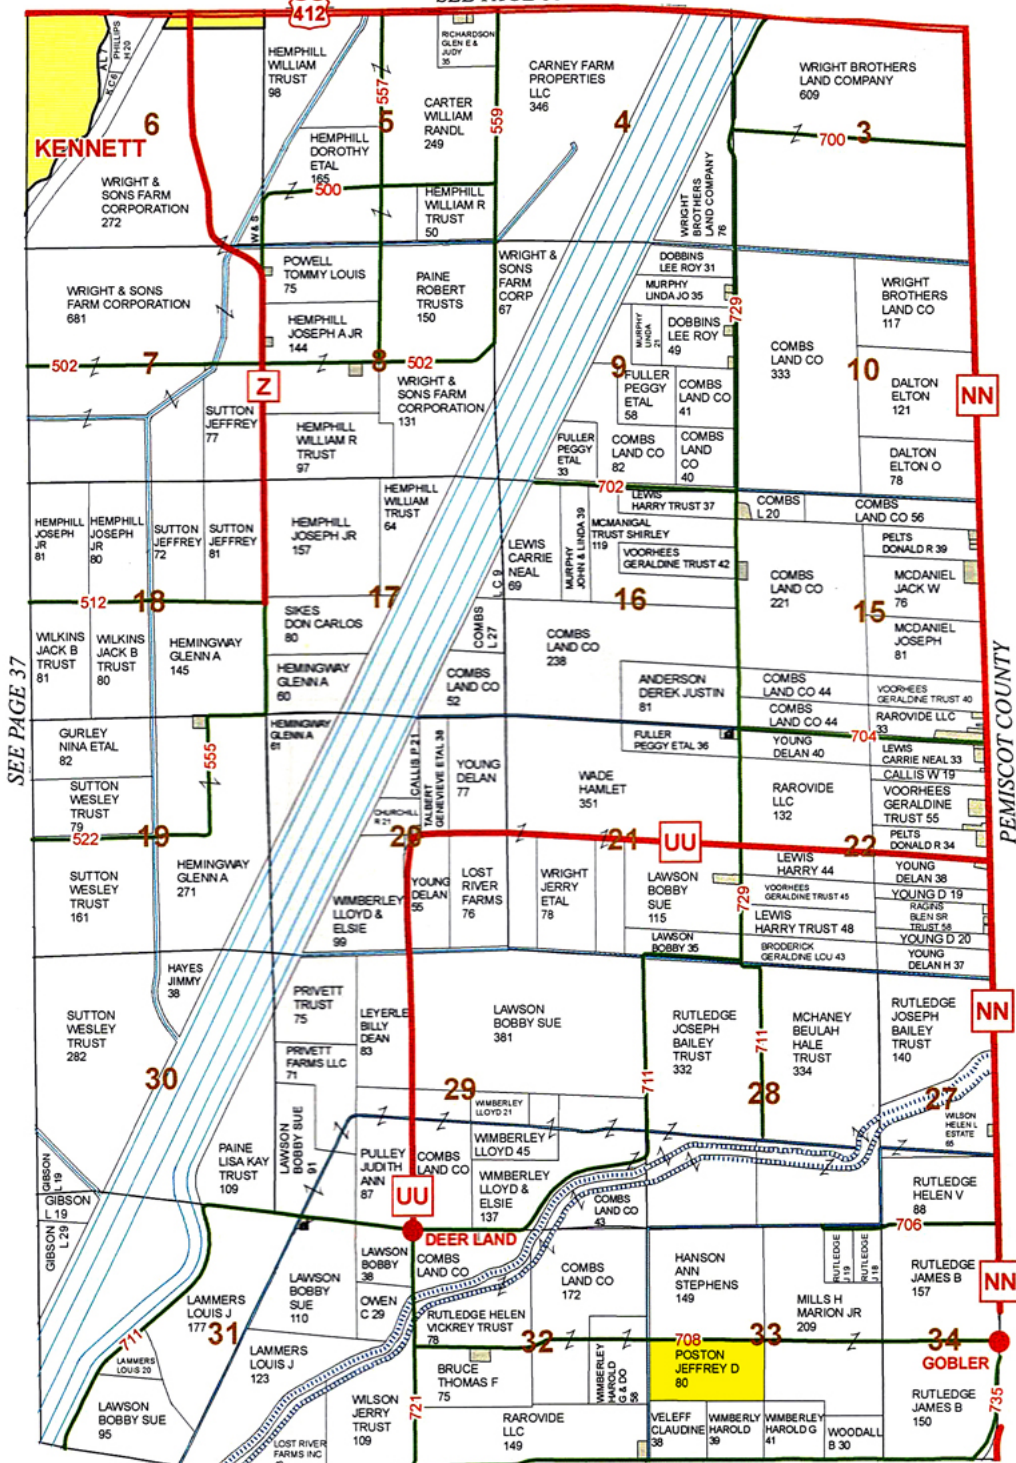 412
RICHARDSON
GLEN E &
JUDY
35
AL 7
PHILLIPS
H 20
K C 6
HEMPHILL
WILLIAM
TRUST
98
557
CARNEY FARM
PROPERTIES
LLC
346
WRIGHT BROTHERS
LAND COMPANY
609
6
5
CARTER
WILLIAM
RANDL
249
559
4
700
3
KENNETT
HEMPHILL
DOROTHY
ETAL
165
WRIGHT &
SONS FARM
CORPORATION
272
500
HEMPHILL
WILLIAM R
TRUST
50
WRIGHT
BROTHERS
LAND COMPANY
76
W & S
POWELL
TOMMY LOUIS
75
PAINE
ROBERT
TRUSTS
150
WRIGHT &
SONS
FARM
CORP
67
DOBBINS
LEE ROY 31
MURPHY
LINDA JO 35
WRIGHT
BROTHERS
LAND CO
117
WRIGHT & SONS
FARM CORPORATION
681
HEMPHILL
JOSEPH A JR
144
MURPHY
LINDA
21
DOBBINS
LEE ROY
49
729
COMBS
LAND CO
333
502
7
8
502
9
10
Z
WRIGHT &
SONS FARM
CORPORATION
131
FULLER
PEGGY
ETAL
58
COMBS
LAND CO
41
DALTON
ELTON
121
NN
SUTTON
JEFFREY
77
HEMPHILL
WILLIAM R
TRUST
97
FULLER
PEGGY
ETAL
33
COMBS
LAND CO
82
COMBS
LAND
CO
40
DALTON
ELTON O
78
702
HEMPHILL
JOSEPH
JR
81
HEMPHILL
JOSEPH
JR
80
SUTTON
JEFFREY
72
SUTTON
JEFFREY
81
HEMPHILL
JOSEPH JR
157
HEMPHILL
WILLIAM
TRUST
64
LEWIS
CARRIE
NEAL
69
MURPHY
JOHN & LINDA 39
LEWIS
HARRY TRUST 37
MCMANIGAL
TRUST SHIRLEY
119
VOORHEES
GERALDINE TRUST 42
COMBS
L 20
COMBS
LAND CO 56
PELTS
DONALD R 39
COMBS
LAND CO
221
MCDANIEL
JACK W
76
512
18
17
L C 9
16
15
SIKES
DON CARLOS
80
COMBS
L 27
COMBS
LAND CO
238
MCDANIEL
JOSEPH
81
WILKINS
JACK B
TRUST
81
WILKINS
JACK B
TRUST
80
HEMINGWAY
GLENN A
145
HEMINGWAY
GLENN A
60
COMBS
LAND CO
52
ANDERSON
DEREK JUSTIN
81
COMBS
LAND CO 44
VOORHEES
GERALDINE TRUST 40
SEE PAGE 37
PEMISCOT COUNTY
COMBS
LAND CO 44
RAROVIDE LLC
33
GURLEY
NINA ETAL
82
555
HEMINGWAY
GLENN A
61
CALLIS P 21
TALBERT
GENEVIEVE ETAL 38
FULLER
PEGGY ETAL 36
704
YOUNG
DELAN 40
LEWIS
CARRIE NEAL 33
YOUNG
DELAN
77
WADE
HAMLET
351
RAROVIDE
LLC
132
CALLIS W 19
VOORHEES
GERALDINE
TRUST 55
SUTTON
WESLEY
TRUST
79
CHURCHILL
R 21
522
19
20
21
UU
22
PELTS
DONALD R 34
SUTTON
WESLEY
TRUST
161
HEMINGWAY
GLENN A
271
WIMBERLEY
LLOYD &
ELSIE
99
YOUNG
DELAN
55
LOST
RIVER
FARMS
76
WRIGHT
JERRY
ETAL
78
LAWSON
BOBBY
SUE
115
729
LEWIS
HARRY 44
YOUNG
DELAN 38
VOORHEES
GERALDINE TRUST 45
YOUNG D 19
LEWIS
HARRY TRUST 48
RAGINS
BLEN SR
TRUST 58
LAWSON
BOBBY 35
BRODERICK
GERALDINE LOU 43
YOUNG D 20
YOUNG
DELAN H 37
HAYES
JIMMY
38
SUTTON
WESLEY
TRUST
282
PRIVETT
TRUST
75
LEYERLE
BILLY
DEAN
83
LAWSON
BOBBY SUE
381
RUTLEDGE
JOSEPH
BAILEY
TRUST
332
711
MCHANEY
BEULAH
HALE
TRUST
334
RUTLEDGE
JOSEPH
BAILEY
TRUST
140
NN
PRIVETT
FARMS LLC
71
711
30
29
28
27
LAWSON
BOBBY SUE
91
WIMBERLEY
LLOYD 21
WILSON
HELEN L
ESTATE
65
PAINE
LISA KAY
TRUST
109
PULLEY
JUDITH
ANN
87
COMBS
LAND CO
WIMBERLEY
LLOYD 45
WIMBERLEY
LLOYD &
ELSIE
137
GIBSON
L 19
GIBSON
L 19
UU
COMBS
LAND CO
43
RUTLEDGE
HELEN V
88
GIBSON
L 29
DEER LAND
706
LAWSON
BOBBY
38
COMBS
LAND CO
COMBS
LAND CO
172
HANSON
ANN
STEPHENS
149
RUTLEDGE
J 19
RUTLEDGE
J 18
RUTLEDGE
JAMES B
157
NN
LAMMERS
LOUIS J
177
LAWSON
BOBBY
SUE
110
OWEN
C 29
RUTLEDGE HELEN
VICKREY TRUST
78
MILLS H
MARION JR
209
711
31
32
708
33
34
GOBLER
LAMMERS
LOUIS 20
LAMMERS
LOUIS J
123
BRUCE
THOMAS F
75
WIMBERLEY
HAROLD
G & DO
56
POSTON
JEFFREY D
80
LAWSON
BOBBY SUE
95
WILSON
JERRY
TRUST
109
721
RAROVIDE
LLC
149
VELEFF
CLAUDINE
38
WIMBERLY
HAROLD
39
WIMBERLEY
HAROLD G
41
WOODALL
B 30
RUTLEDGE
JAMES B
150
735
LOST RIVER
FARMS INC